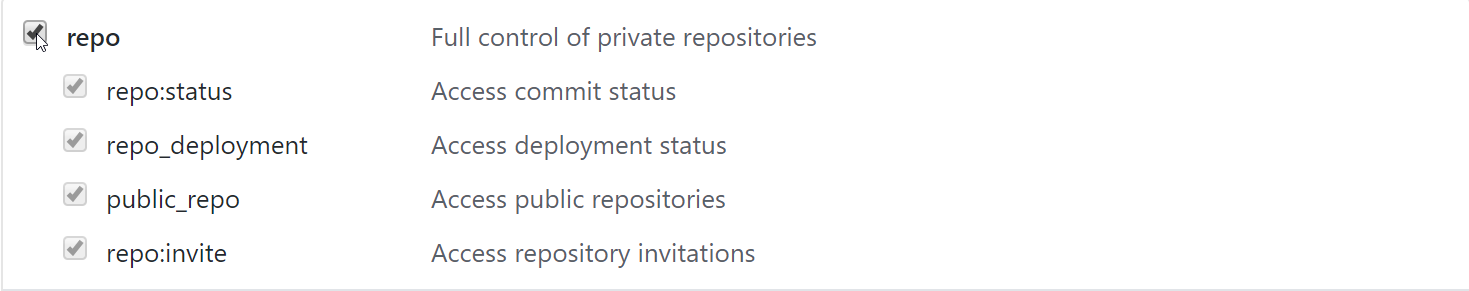 repo Full control of private repositories
repo:status Access commit status
repo_deployment Access deployment status
public_repo Access public repositories
repo:invite Access repository invitations